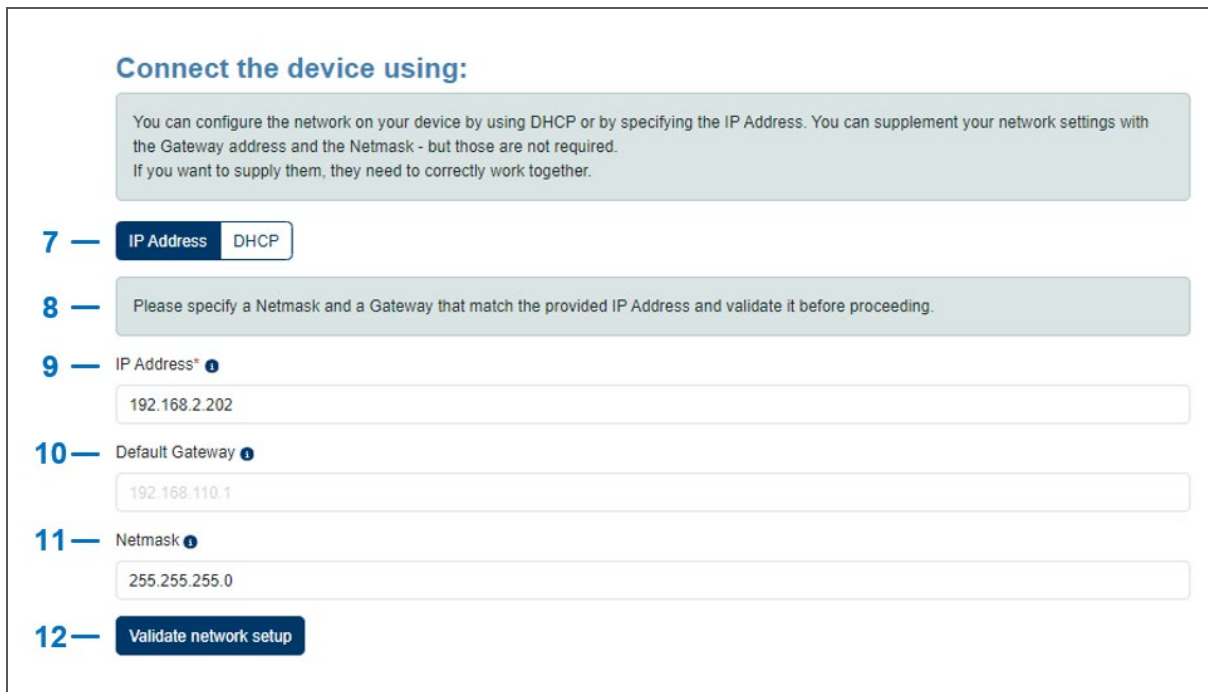 Connect the device using:
You can configure the network on your device by using DHCP or by specifying the IP Address. You can supplement your network settings with
the Gateway address and the Netmask - but those are not required.
If you want to supply them, they need to correctly work together.
7 IP Address DHCP
8 Please specify a Netmask and a Gateway that match the provided IP Address and validate it before proceeding.
9 IP Address*
192.168.2.202
10 Default Gateway
192.168.110.1
11 Netmask
255.255.255.0
12 Validate network setup